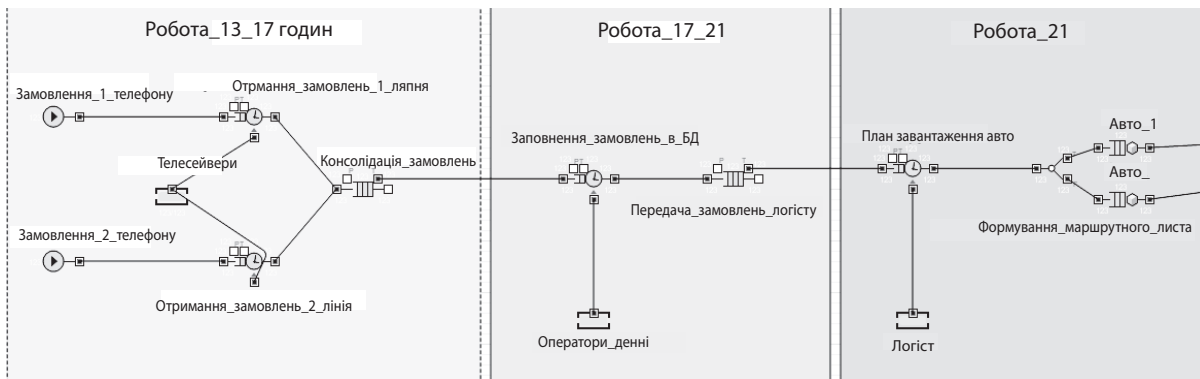 Робота_13_17 годин
Замовлення_1_телефону
Отрмання_замовлень_1_ляпня
Телесейвери
Консолідація_замовлень
Замовлення_2_телефону
Отримання_замовлень_2_лінія
Робота_17_21
Заповнення_замовлень_в_БД
Передача_замовлень_логісту
Оператори_денні
Робота_21
План завантаження авто
Авто_1
Авто_
Формування_маршрутного_листа
Логіст